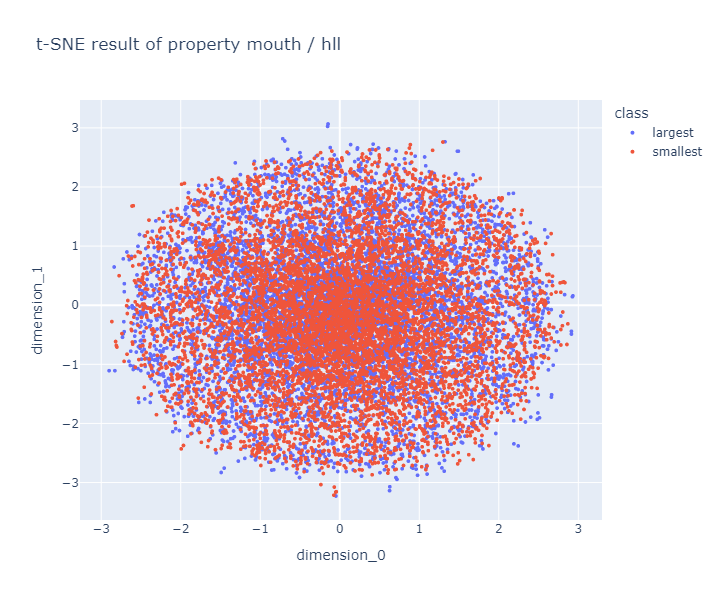 t-SNE result of property mouth / hll
class
largest
smallest
3
2
1
0
−1
−2
−3
dimension_1
−3
−2
−1
0
1
2
3
dimension_0